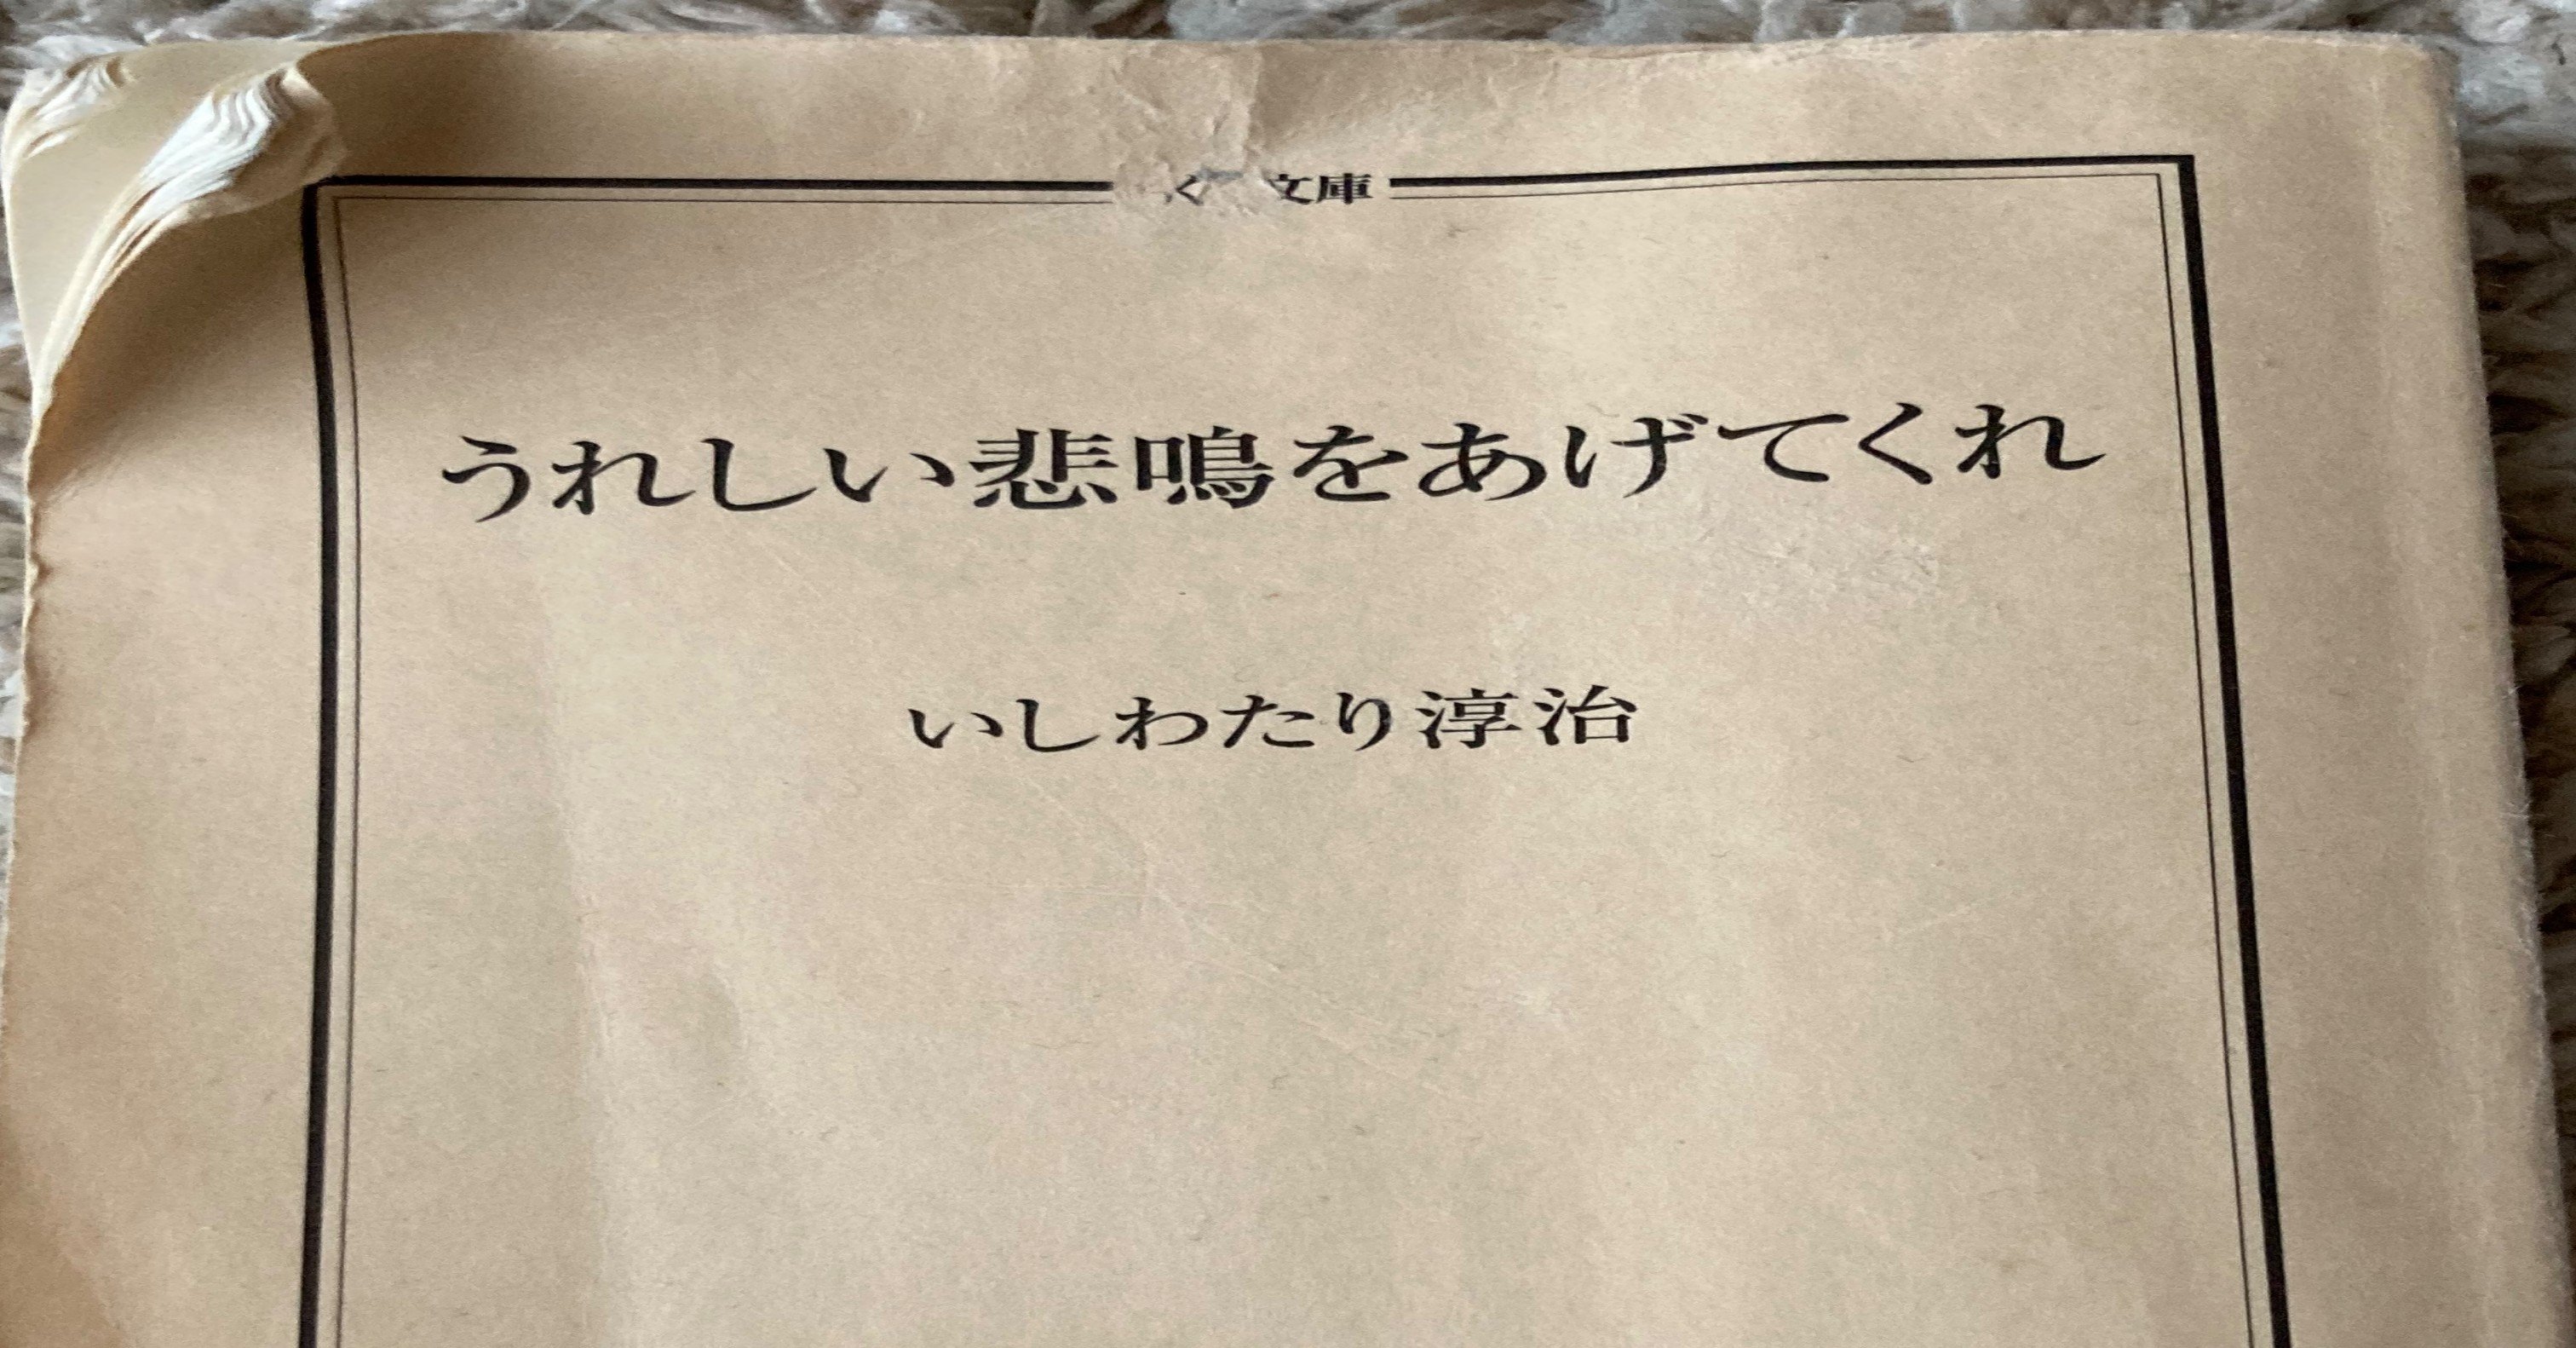 く 文庫
うれしい悲鳴をあげてくれ
いしわたり淳治